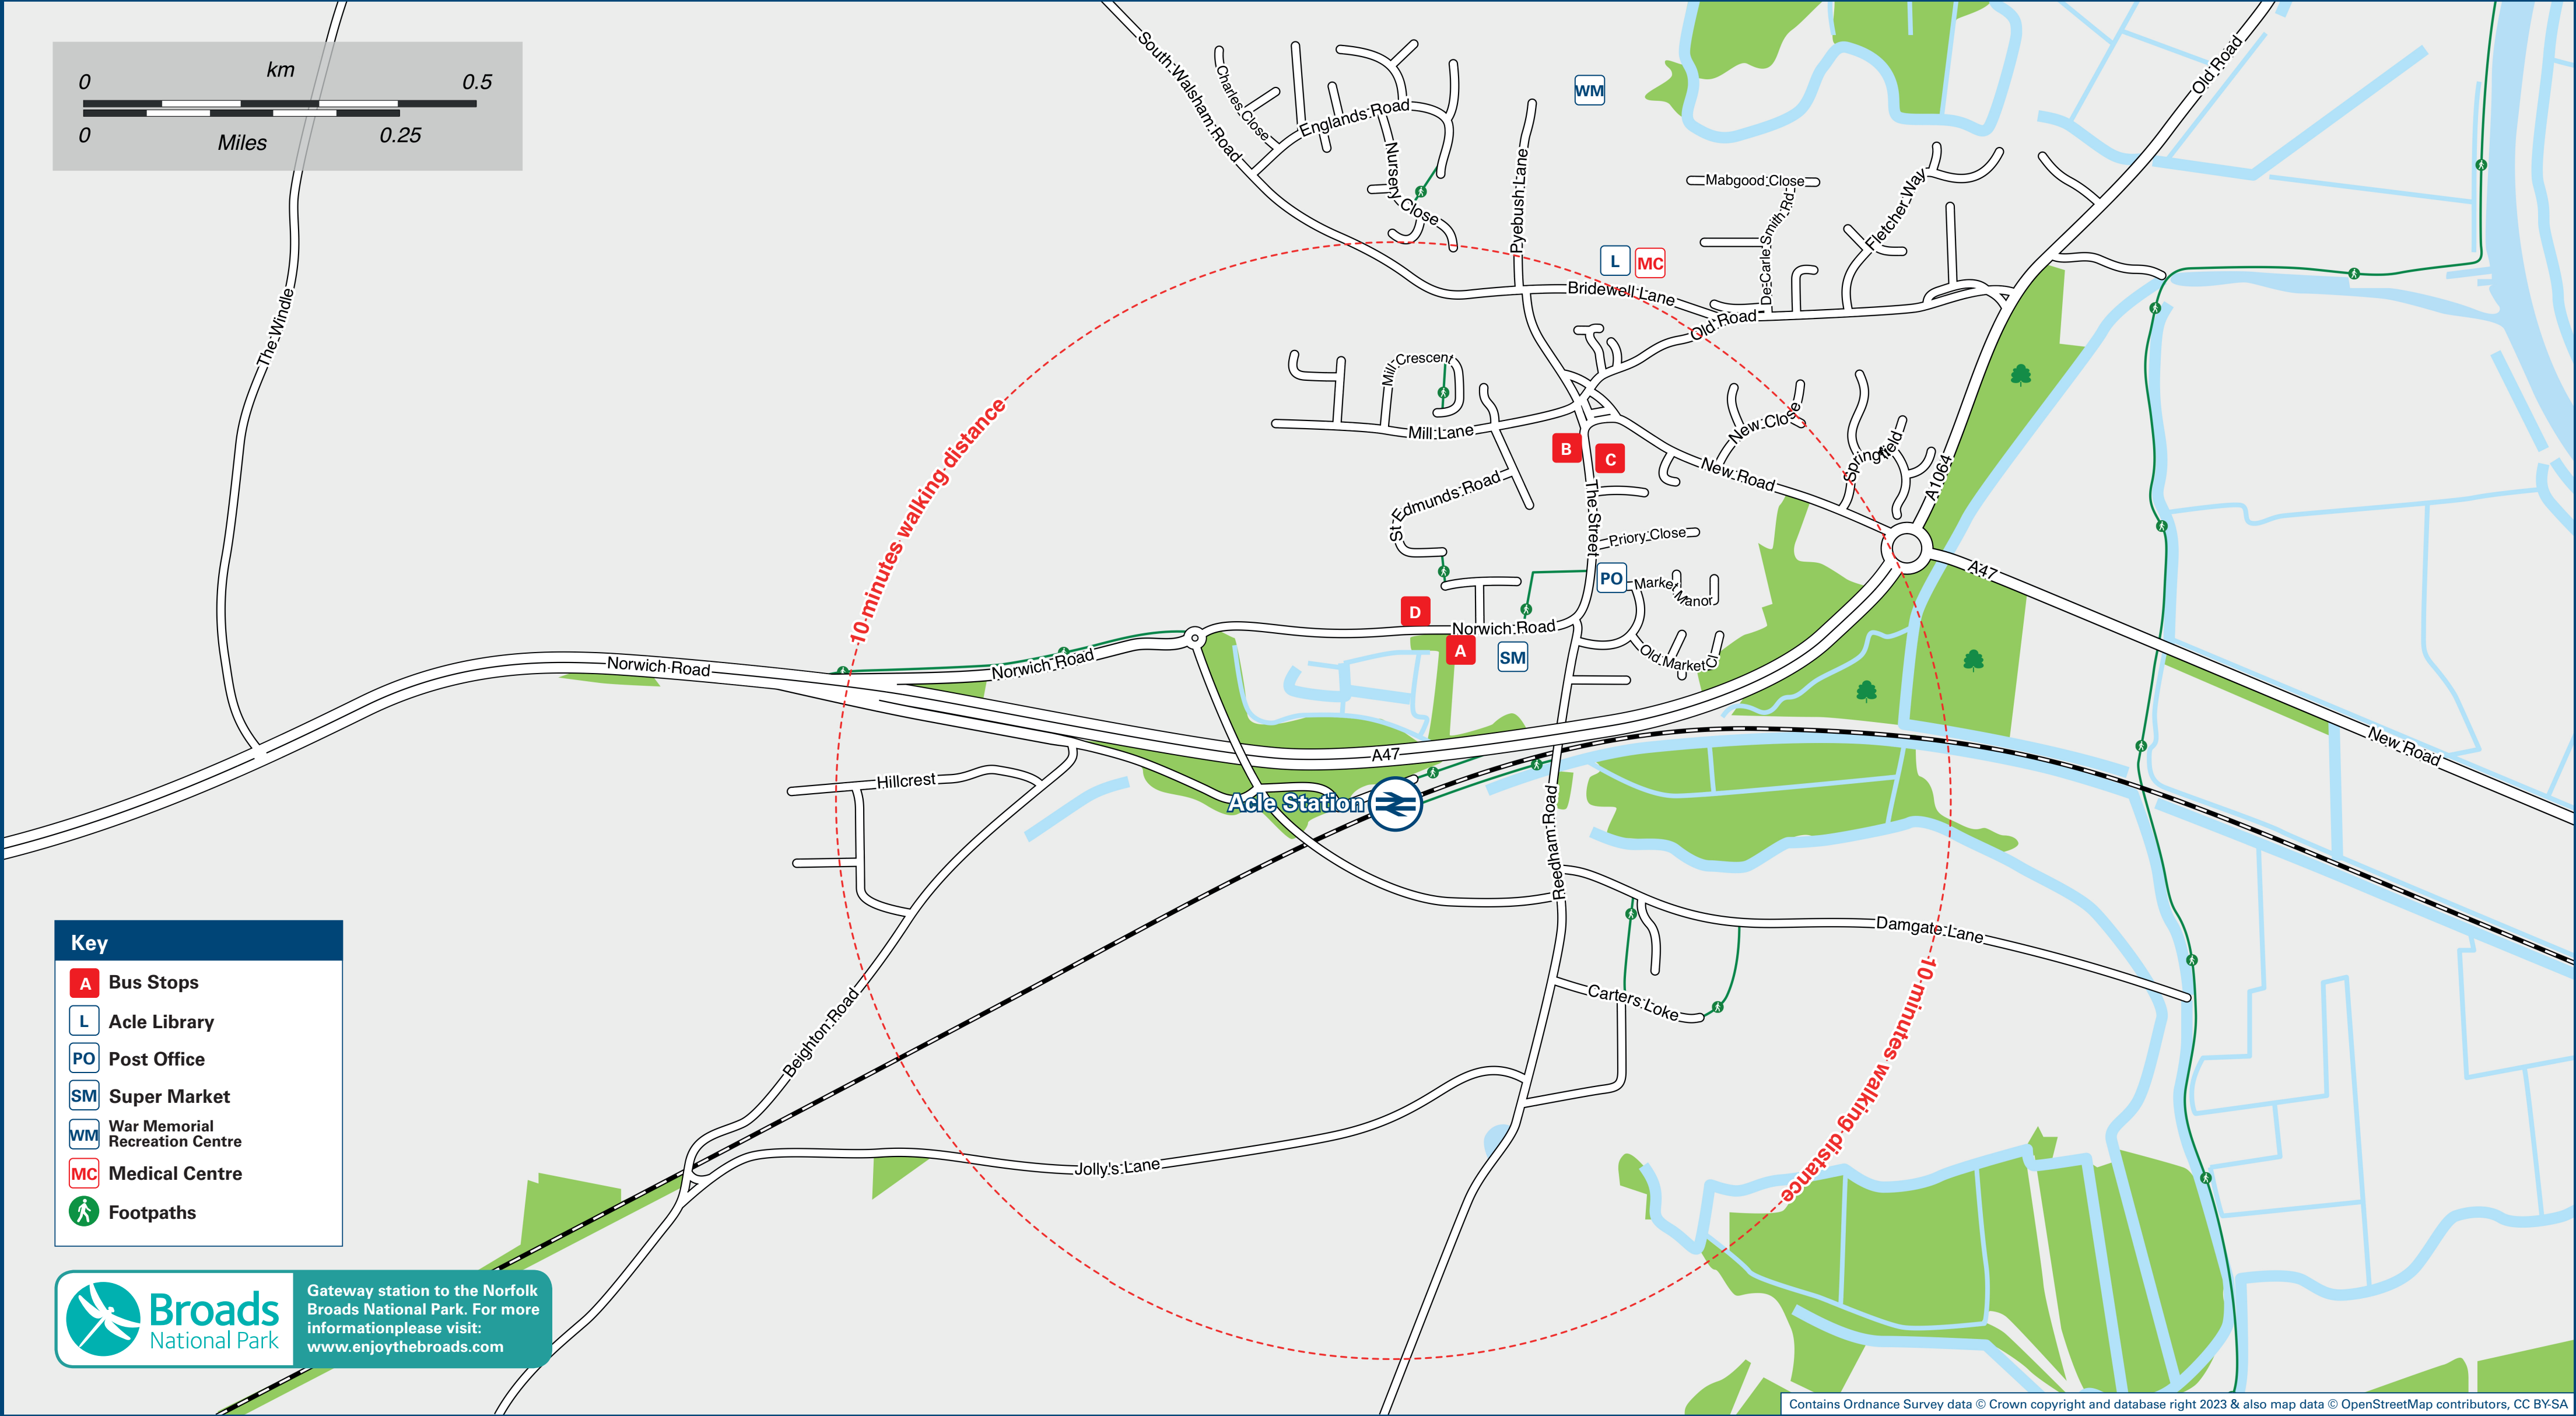 0 km 0.5
0 Miles 0.25
South Walsham Road
Charles Close
Englands Road
Nursery Close
Pyebush Lane
WM
Mabgood Close
De-Carle Smith Rd
Fletcher Way
Old Road
L
MC
Bridewell Lane
Old Road
The Windle
Mill Crescen
Mill Lane
10 minutes walking distance
B
C
New Close
New Road
Springfield
A1064
St Edmunds Road
The Street
Priory Close
PO
Market Manor
A47
D
Norwich Road
A
SM
Old Market Cl
Norwich Road
Norwich Road
A47
New Road
Hillcrest
Acle Station
Reedham Road
Damgate Lane
Carters Loke
10 minutes walking distance
Beighton Road
Jolly's Lane
Key
A Bus Stops
L Acle Library
PO Post Office
SM Super Market
WM War Memorial
Recreation Centre
MC Medical Centre
Footpaths
Broads
National Park
Gateway station to the Norfolk
Broads National Park. For more
informationplease visit:
www.enjoythebroads.com
Contains Ordnance Survey data © Crown copyright and database right 2023 & also map data © OpenStreetMap contributors, CC BY-SA